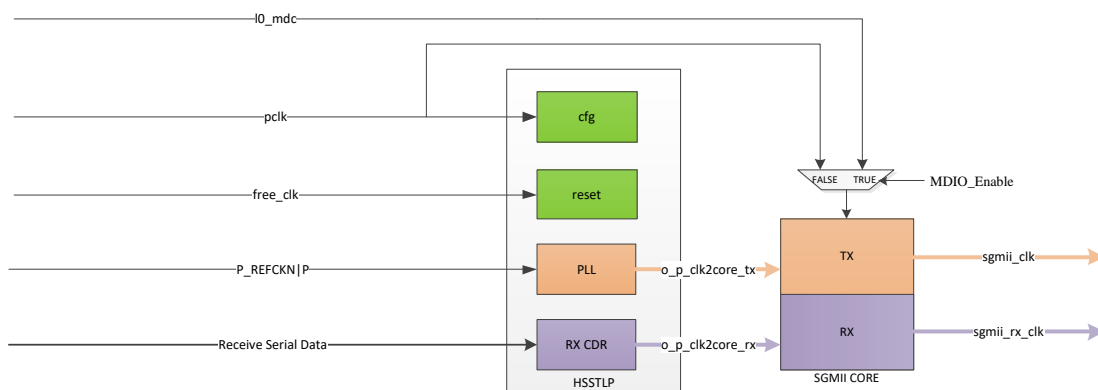 l0_mdc
pclk
cfg
FALSE TRUE
MDIO_Enable
free_clk
reset
P_REFCKN|P
PLL
o_p_clk2core_tx
TX
sgmii_clk
Receive Serial Data
RX CDR
o_p_clk2core_rx
RX
sgmii_rx_clk
HSSTLP
SGMII CORE